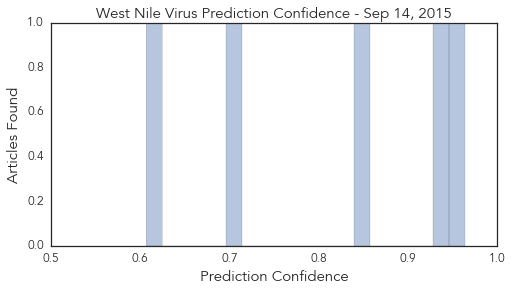 West Nile Virus Prediction Confidence - Sep 14, 2015
1.0
0.8
0.6
0.4
0.2
0.0
Articles Found
0.5 0.6 0.7 0.8 0.9 1.0
Prediction Confidence